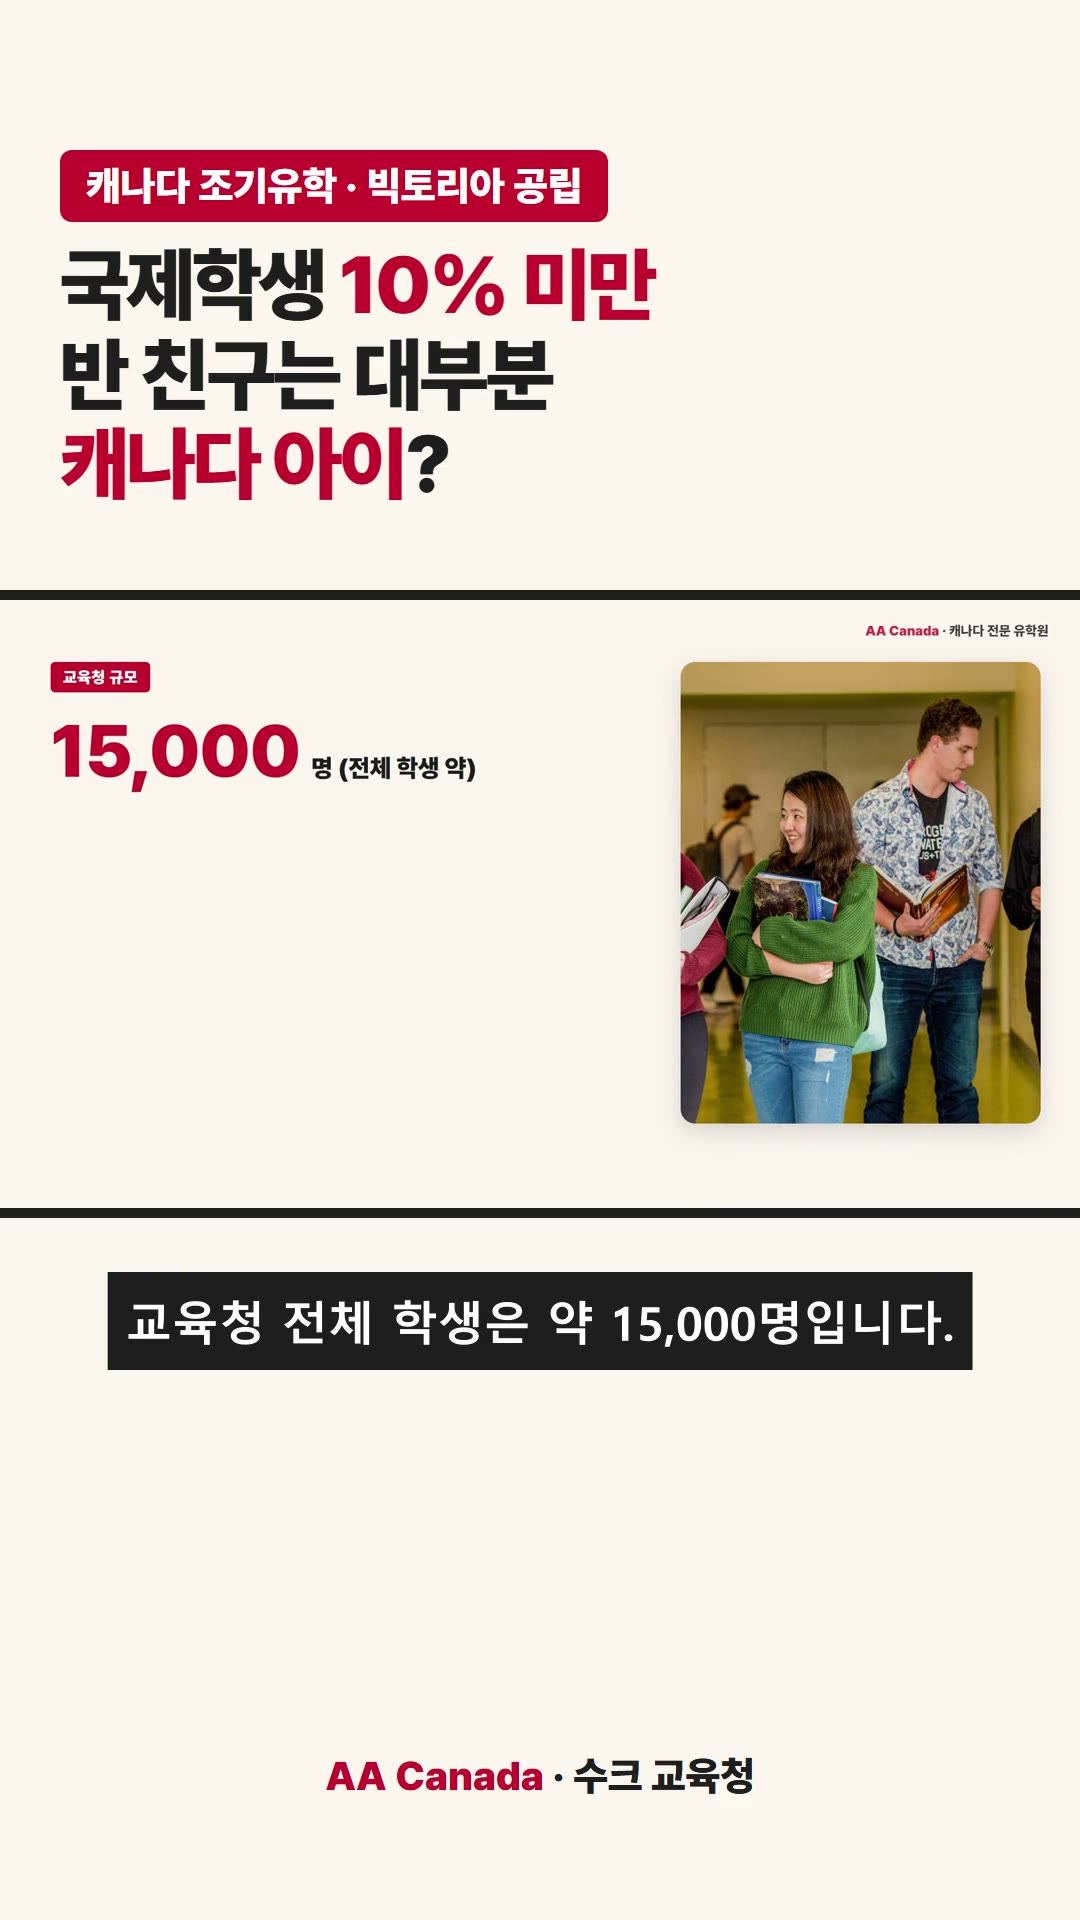 캐나다 조기유학 · 빅토리아 공립
국제학생 10% 미만
반 친구는 대부분
캐나다 아이?
AA Canada · 캐나다 전문 유학원
교육청 규모
15,000 명 (전체 학생 약)
교육청 전체 학생은 약 15,000명입니다.
AA Canada · 수크 교육청